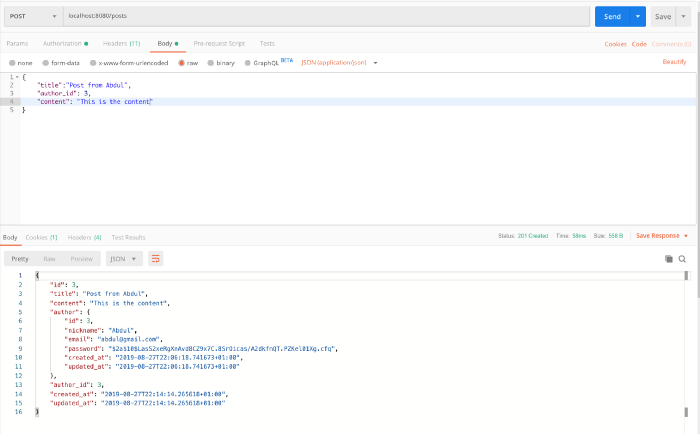 POST
localhost:8080/posts
Send
Save
Params
Authorization
Headers (11)
Body
Pre-request Script
Tests
Cookies
Code
Comments (0)
none
form-data
x-www-form-urlencoded
raw
binary
GraphQL BETA
JSON (application/json)
Beautify
1 {
2 "title":"Post from Abdul",
3 "author_id": 3,
4 "content": "This is the content"
5 }
Body
Cookies (1)
Headers (4)
Test Results
Status: 201 Created
Time: 58ms
Size: 558 B
Save Response
Pretty
Raw
Preview
JSON
1 {
2 "id": 3,
3 "title": "Post from Abdul",
4 "content": "This is the content",
5 "author": {
6 "id": 3,
7 "nickname": "Abdul",
8 "email": "abdul@gmail.com",
9 "password":
10 "created_at": "2019-08-27T22:06:18.741673+01:00",
11 "updated_at": "2019-08-27T22:06:18.741673+01:00"
12 },
13 "author_id": 3,
14 "created_at": "2019-08-27T22:14:14.265618+01:00",
15 "updated_at": "2019-08-27T22:14:14.265618+01:00"
16 }